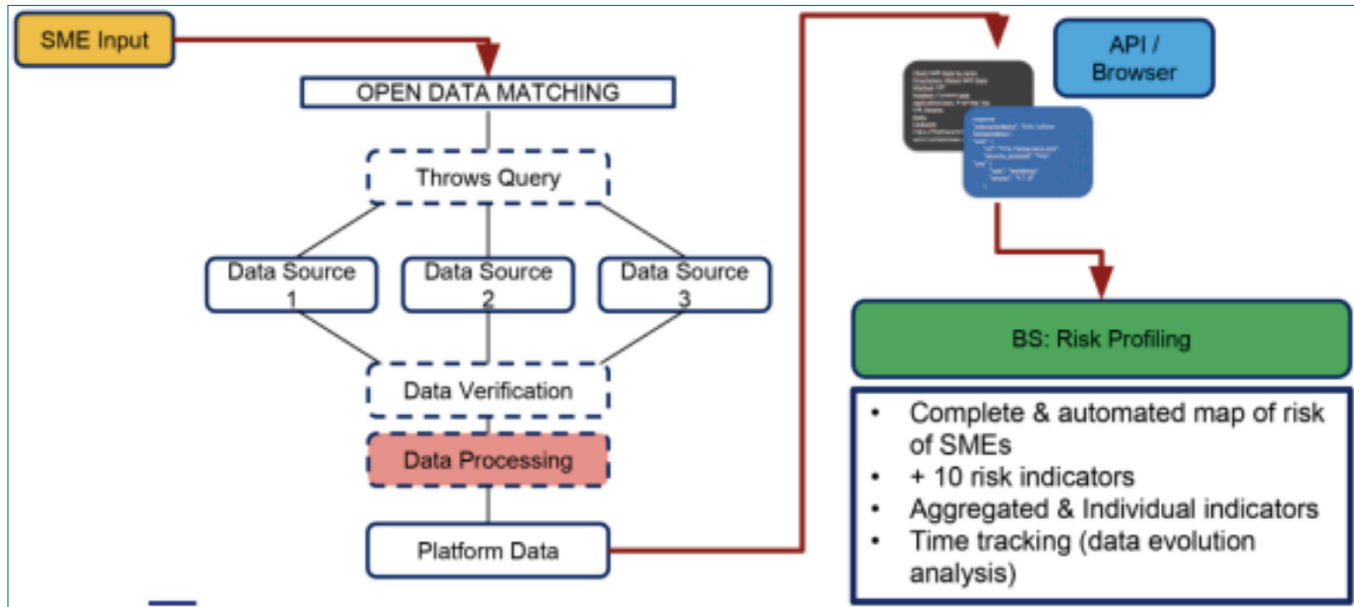 SME Input
OPEN DATA MATCHING
Throws Query
Data Source
1
Data Source
2
Data Source
3
Data Verification
Data Processing
Platform Data
API /
Browser
BS: Risk Profiling
• Complete & automated map of risk
of SMEs
• + 10 risk indicators
• Aggregated & Individual indicators
• Time tracking (data evolution
analysis)